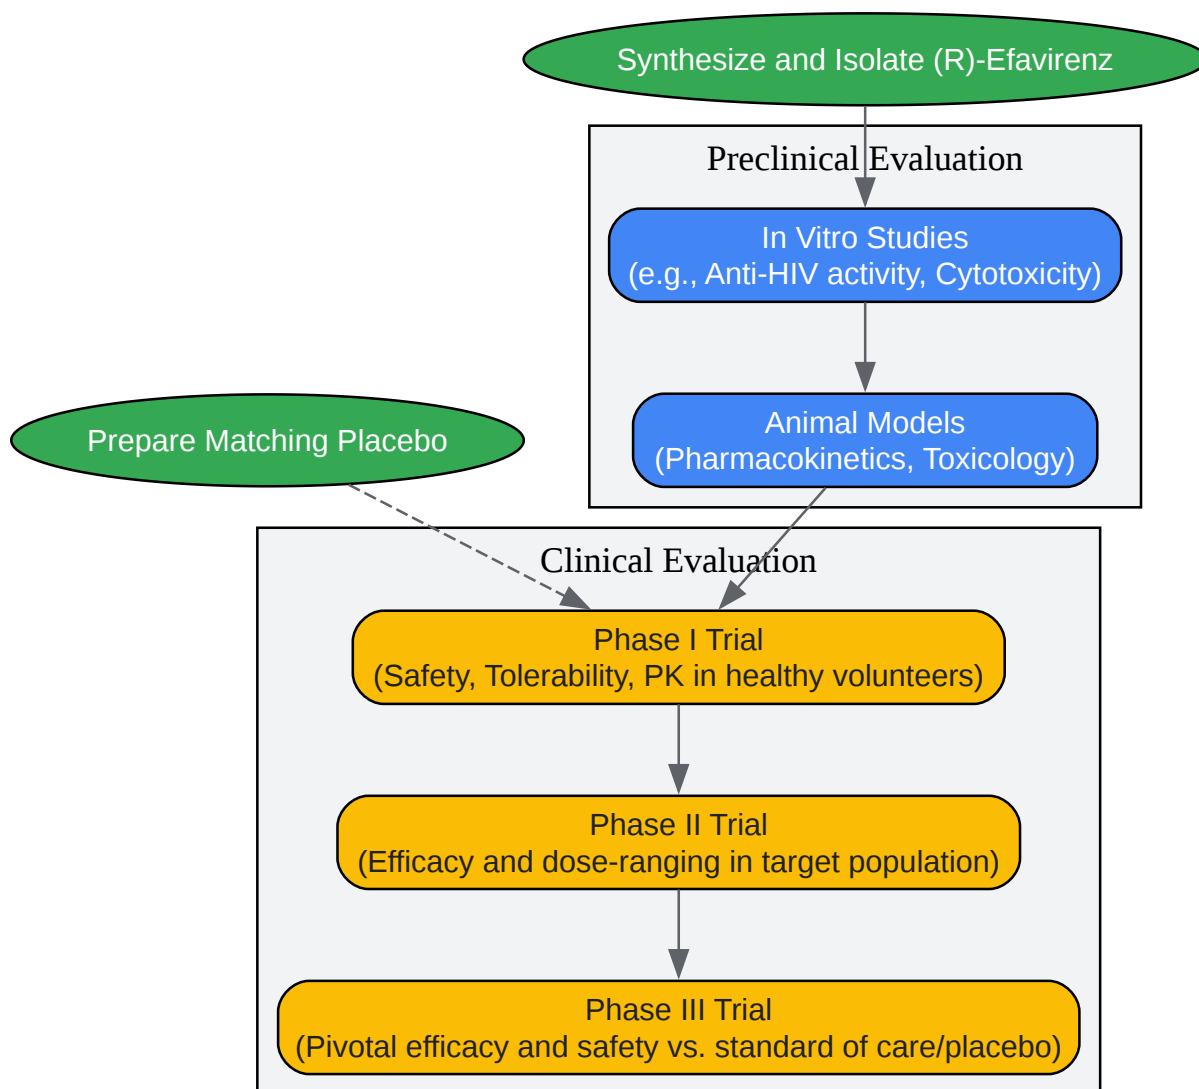 Synthesize and Isolate (R)-Efavirenz
Preclinical Evaluation
In Vitro Studies
(e.g., Anti-HIV activity, Cytotoxicity)
Animal Models
(Pharmacokinetics, Toxicology)
Prepare Matching Placebo
Clinical Evaluation
Phase I Trial
(Safety, Tolerability, PK in healthy volunteers)
Phase II Trial
(Efficacy and dose-ranging in target population)
Phase III Trial
(Pivotal efficacy and safety vs. standard of care/placebo)